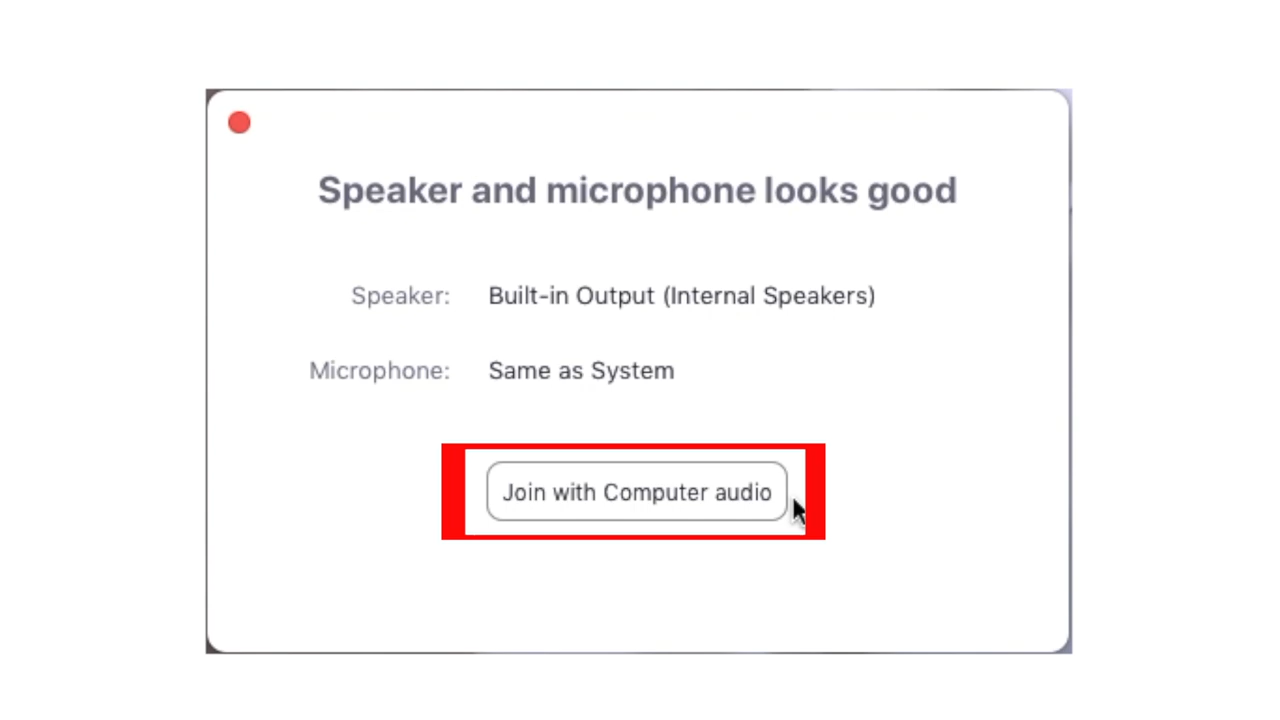 Speaker and microphone looks good
Speaker: Built-in Output (Internal Speakers)
Microphone: Same as System
Join with Computer audio